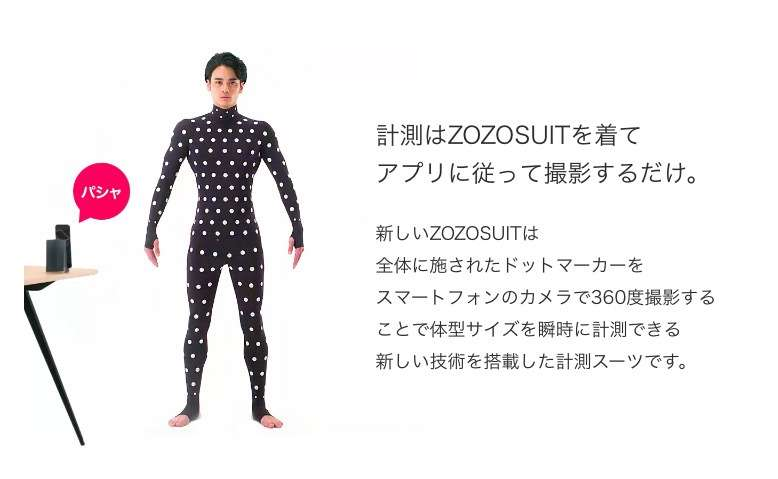 パシャ
計測はZOZOSUITを着て
アプリに従って撮影するだけ。
新しいZOZOSUITは
全体に施されたドットマーカーを
スマートフォンのカメラで360度撮影する
ことで体型サイズを瞬時に計測できる
新しい技術を搭載した計測スーツです。